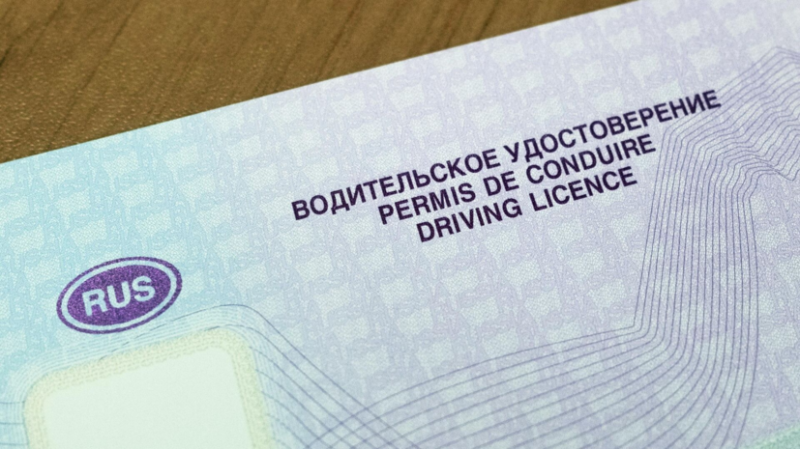 ВОДИТЕЛЬСКОЕ УДОСТОВЕРЕНИЕ
PERMIS DE CONDUIRE
DRIVING LICENCE
RUS